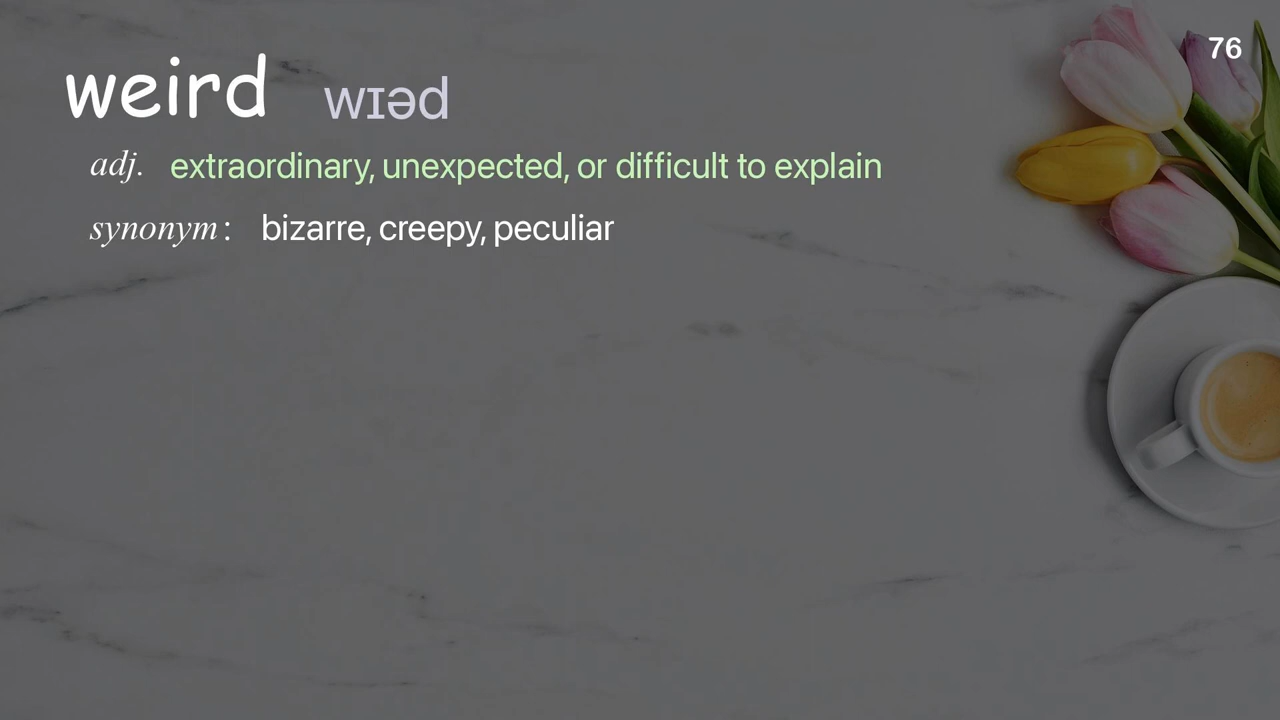 76
weird wɪəd
adj. extraordinary, unexpected, or difficult to explain
synonym : bizarre, creepy, peculiar